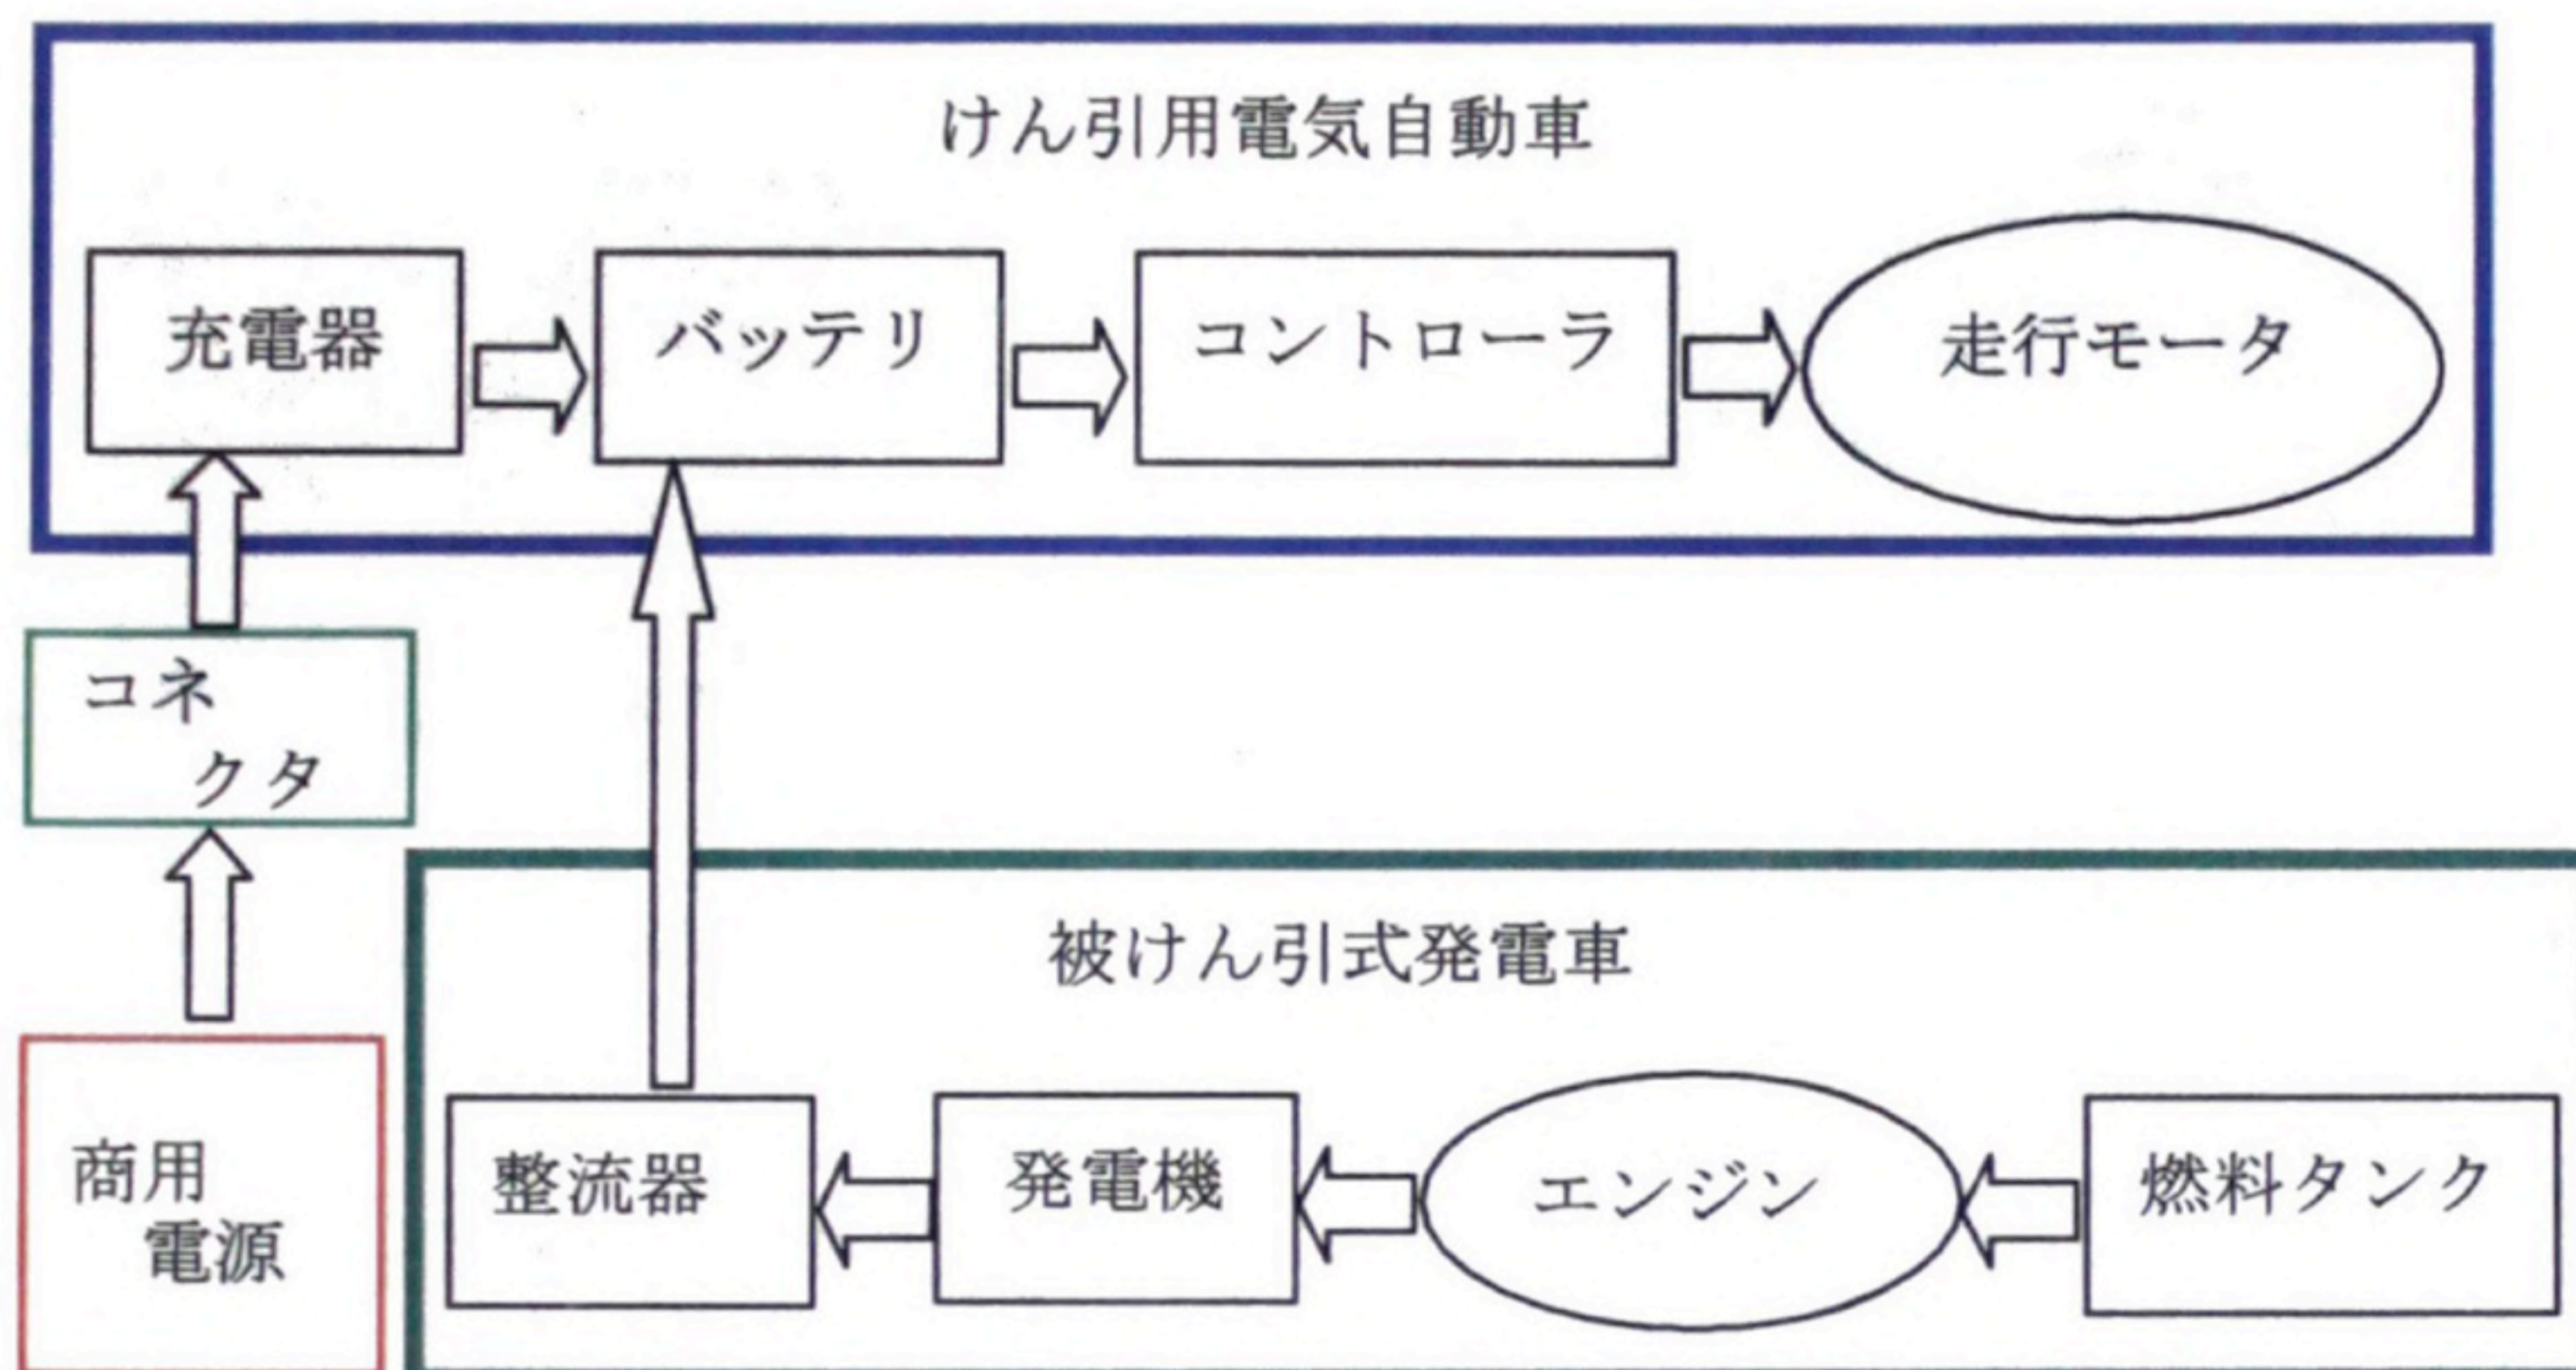 けん引用電気自動車
充電器
バッテリ
コントローラ
走行モータ
コネ
クタ
被けん引式発電車
商用
電源
整流器
発電機
エンジン
燃料タンク